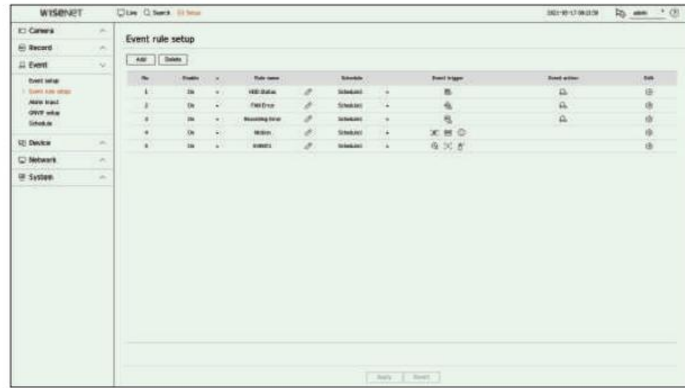 WISENET
Live Search Setup
admin
Camera
Record
Event
Event setup
Event rule setup
Alarm input
ONVIF setup
Schedule
Device
Network
System
Event rule setup
Add Delete
No Enable Rule name Schedule Event trigger Event action Edit
1 On HDD Status Schedule1
2 On FAN Error Schedule1
3 On Recording Error Schedule1
4 On Motion Schedule1
5 On Schedule1
Apply Revert